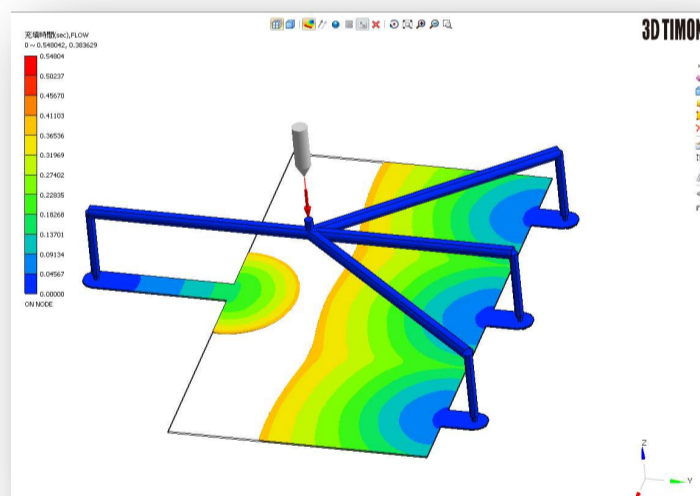 充填時間(sec),FLOW
0 ~ 0.548042, 0.383629
3D TIMON
0.54804
0.50237
0.45670
0.41103
0.36536
0.31969
0.27402
0.22835
0.18268
0.13701
0.09134
0.04567
0.00000
ON NODE
Z
Y